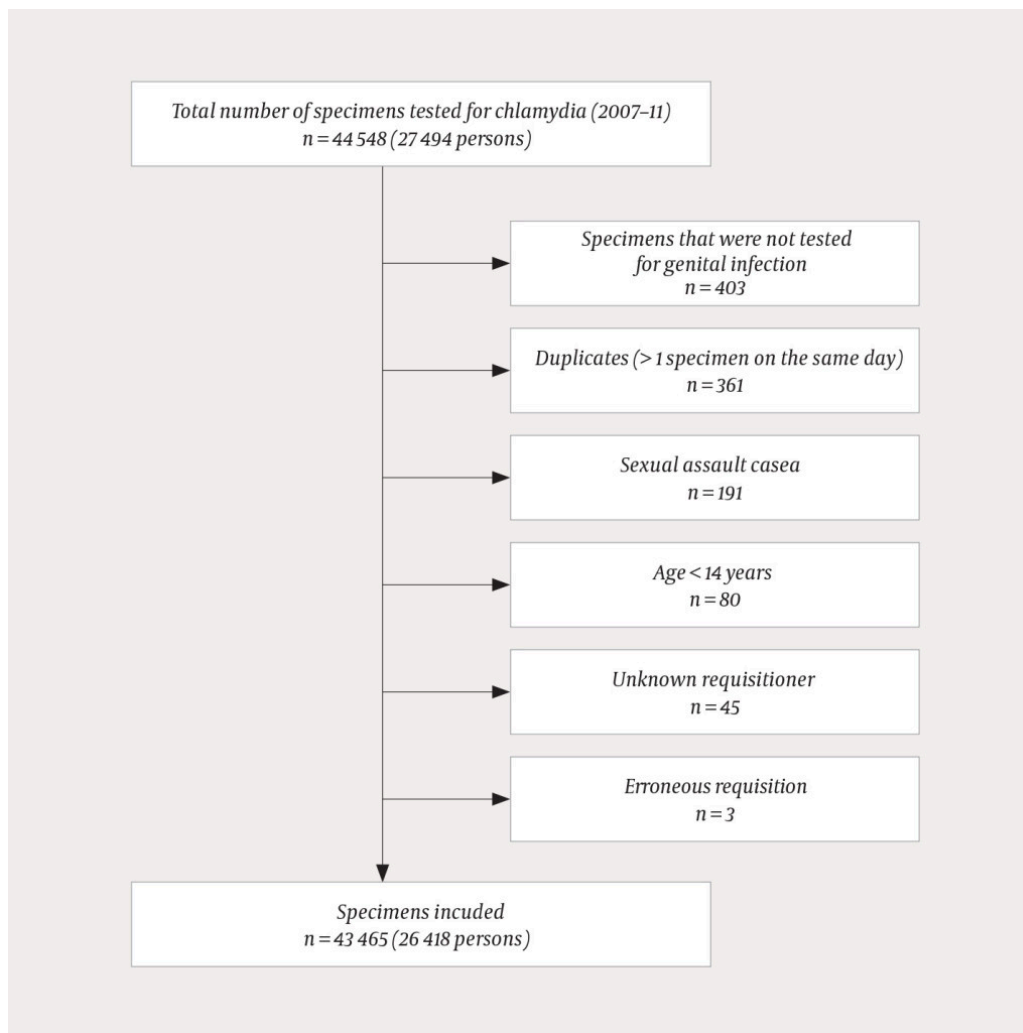 Total number of specimens tested for chlamydia (2007–11)
n = 44 548 (27 494 persons)
Specimens that were not tested
for genital infection
n = 403
Duplicates (> 1 specimen on the same day)
n = 361
Sexual assault casea
n = 191
Age < 14 years
n = 80
Unknown requisitioner
n = 45
Erroneous requisition
n = 3
Specimens incuded
n = 43 465 (26 418 persons)